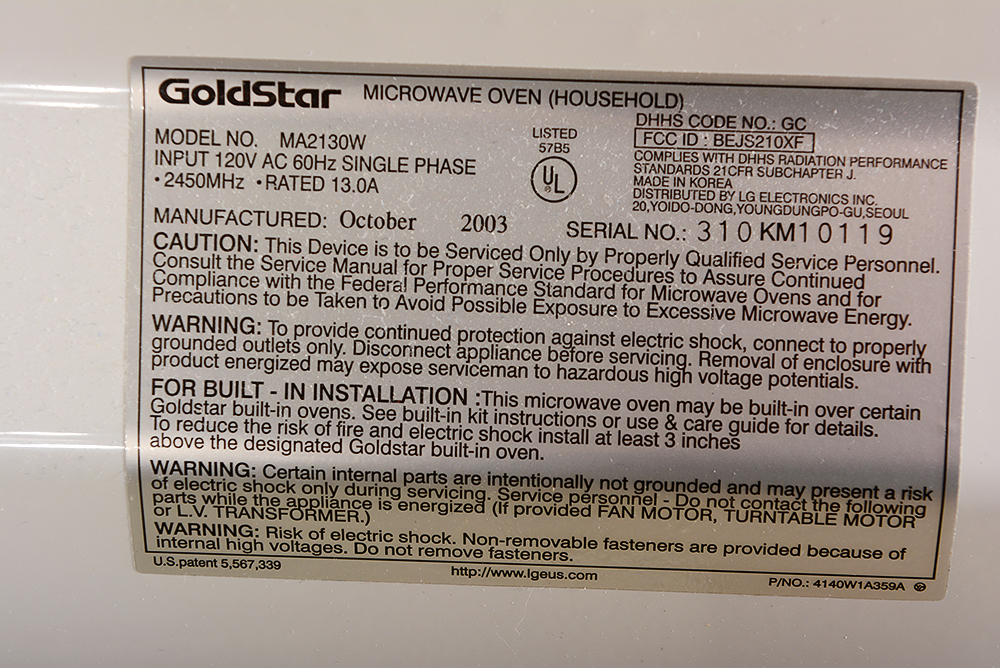 GoldStar MICROWAVE OVEN (HOUSEHOLD)
MODEL NO. MA2130W
INPUT 120V AC 60Hz SINGLE PHASE
• 2450MHz • RATED 13.0A
LISTED
57B5
UL
DHHS CODE NO.: GC
FCC ID : BEJS210XF
COMPLIES WITH DHHS RADIATION PERFORMANCE
STANDARDS 21CFR SUBCHAPTER J.
MADE IN KOREA
DISTRIBUTED BY LG ELECTRONICS INC.
20,YOIDO-DONG,YOUNGDUNGPO-GU,SEOUL
MANUFACTURED: October 2003 SERIAL NO.: 310KM10119
CAUTION: This Device is to be Serviced Only by Properly Qualified Service Personnel.
Consult the Service Manual for Proper Service Procedures to Assure Continued
Compliance with the Federal Performance Standard for Microwave Ovens and for
Precautions to be Taken to Avoid Possible Exposure to Excessive Microwave Energy.
WARNING: To provide continued protection against electric shock, connect to properly
grounded outlets only. Disconnect appliance before servicing. Removal of enclosure with
product energized may expose serviceman to hazardous high voltage potentials.
FOR BUILT - IN INSTALLATION :This microwave oven may be built-in over certain
Goldstar built-in ovens. See built-in kit instructions or use & care guide for details.
To reduce the risk of fire and electric shock install at least 3 inches
above the designated Goldstar built-in oven.
WARNING: Certain internal parts are intentionally not grounded and may present a risk
of electric shock only during servicing. Service personnel - Do not contact the following
parts while the appliance is energized (If provided FAN MOTOR, TURNTABLE MOTOR
or L.V. TRANSFORMER.)
WARNING: Risk of electric shock. Non-removable fasteners are provided because of
internal high voltages. Do not remove fasteners.
U.S.patent 5,567,339 http://www.lgeus.com P/NO.: 4140W1A359A